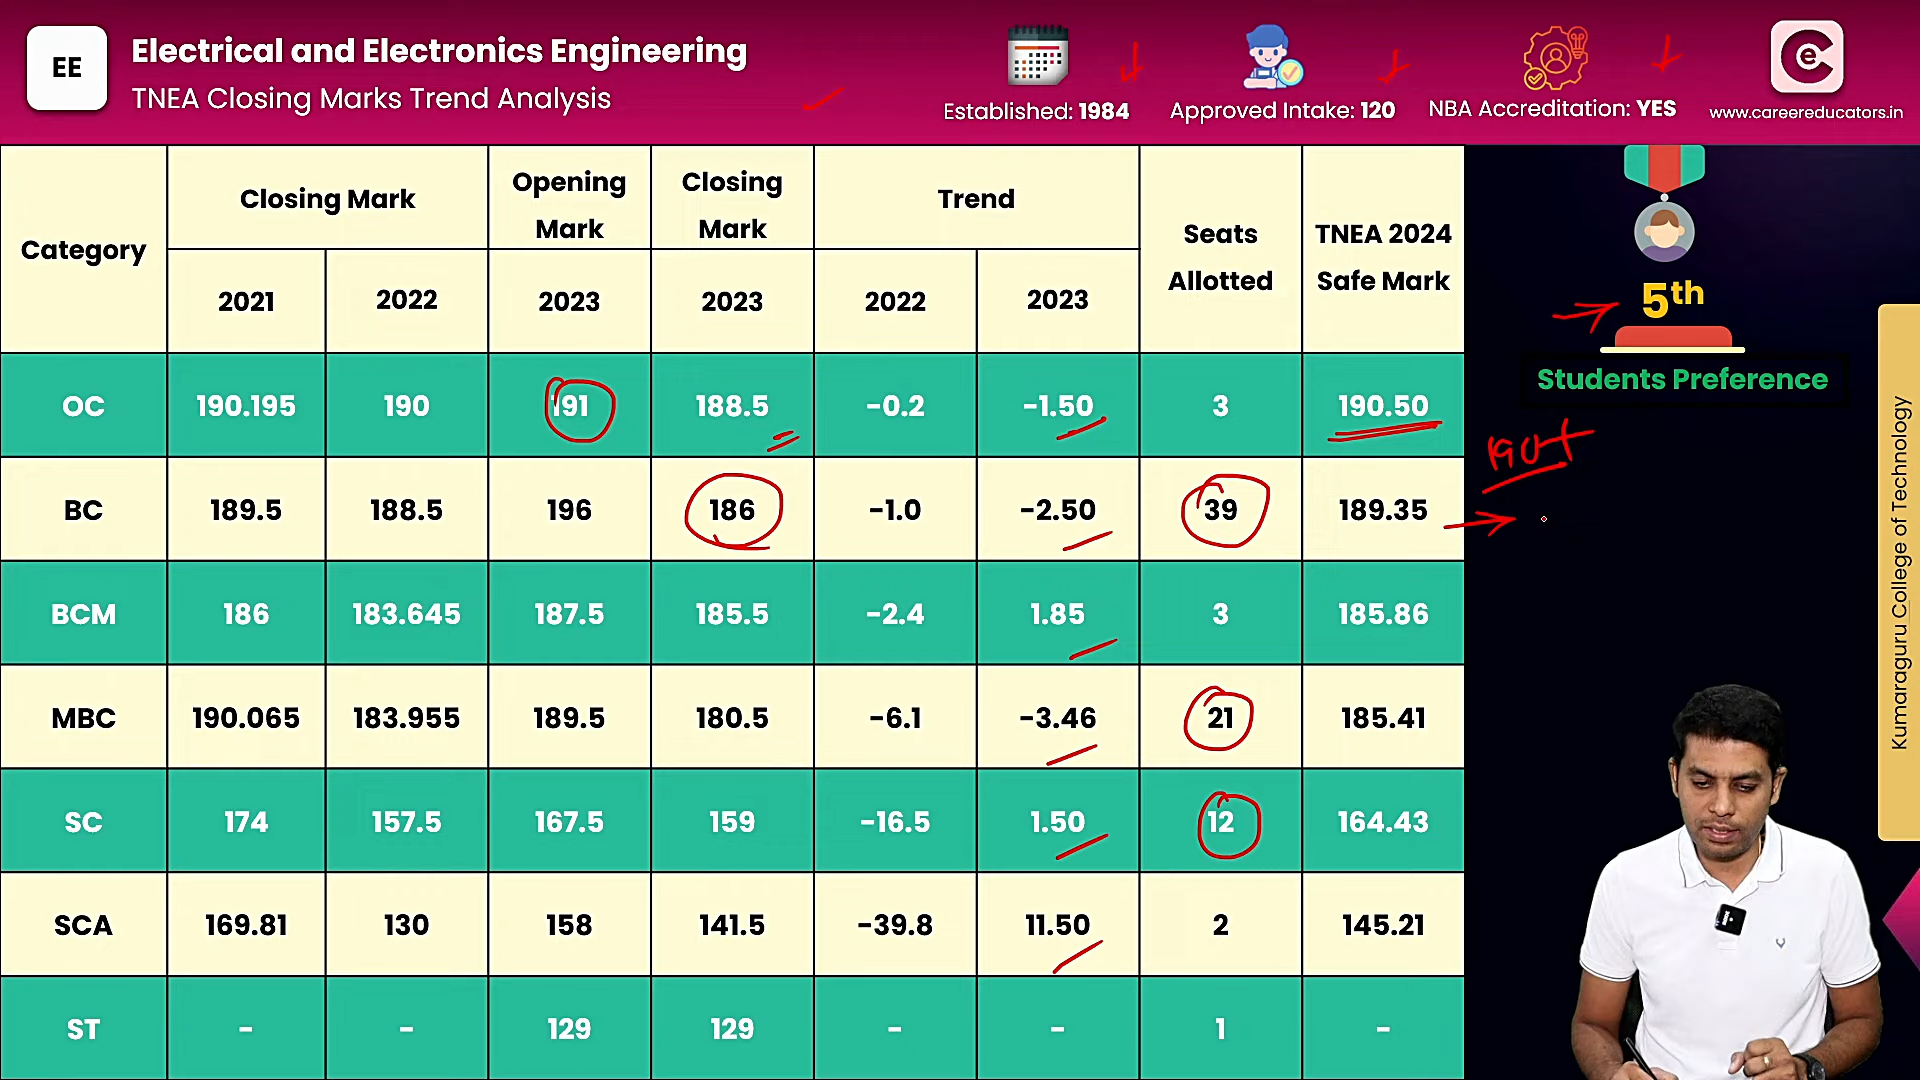 EE
Electrical and Electronics Engineering
TNEA Closing Marks Trend Analysis
Established: 1984
Approved Intake: 120
NBA Accreditation: YES
e
www.careereducators.in
Category
Closing Mark
Opening Mark
Closing Mark
Trend
Seats Allotted
TNEA 2024 Safe Mark
2021 2022 2023 2023 2022 2023
OC 190.195 190 191 188.5 -0.2 -1.50 3 190.50
BC 189.5 188.5 196 186 -1.0 -2.50 39 189.35
BCM 186 183.645 187.5 185.5 -2.4 1.85 3 185.86
MBC 190.065 183.955 189.5 180.5 -6.1 -3.46 21 185.41
SC 174 157.5 167.5 159 -16.5 1.50 12 164.43
SCA 169.81 130 158 141.5 -39.8 11.50 2 145.21
ST - - 129 129 - - 1 -
5th
Students Preference
190+
Kumaraguru College of Technology